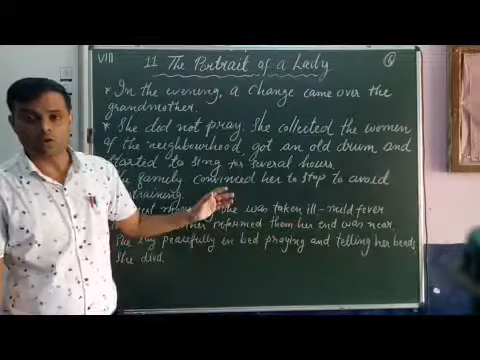 VIII
11 The Portrait of a Lady
* In the evening, a change came over the
grandmother.
* She did not pray. She collected the women
of the neighbourhood, got an old drum and
started to sing for several hours.
family convinced her to stop to avoid
training.
she was taken ill - mild fever
informed them her end was near.
She lay peacefully in bed praying and telling her beads
She died.